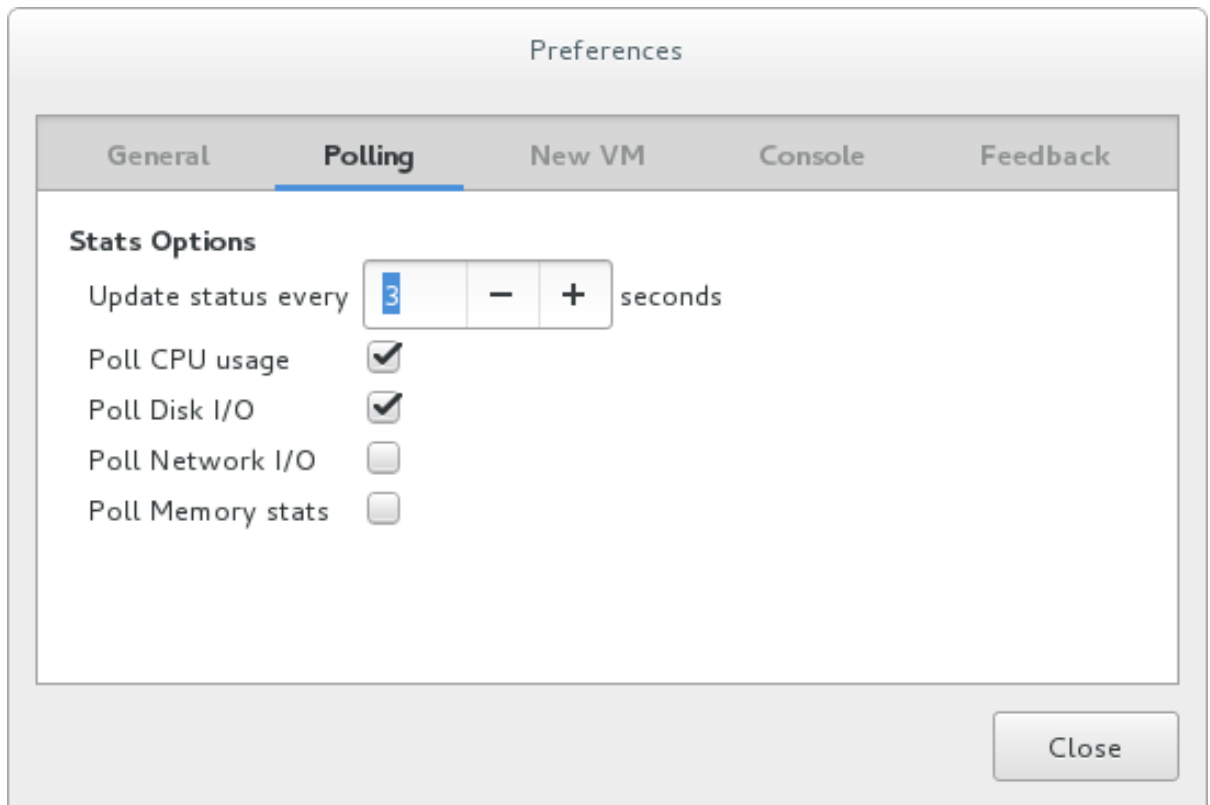 Preferences
General Polling New VM Console Feedback
Stats Options
Update status every 3 − + seconds
Poll CPU usage
Poll Disk I/O
Poll Network I/O
Poll Memory stats
Close